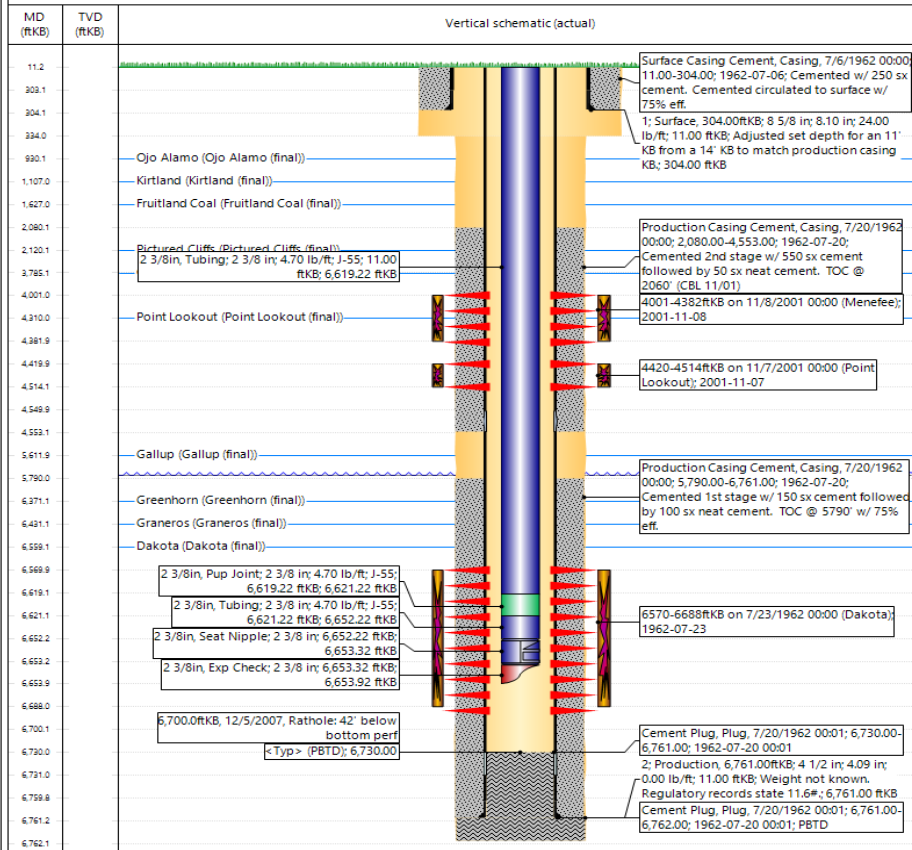 MD
(ftKB)
TVD
(ftKB)
Vertical schematic (actual)
11.2
303.1
304.1
334.0
930.1
1,107.0
1,627.0
2,080.1
2,120.1
3,785.1
4,001.0
4,310.0
4,381.9
4,419.9
4,514.1
4,549.9
4,553.1
5,611.9
5,790.0
6,371.1
6,431.1
6,559.1
6,569.9
6,619.1
6,621.1
6,652.2
6,653.2
6,653.9
6,688.0
6,700.1
6,730.0
6,731.0
6,759.8
6,761.2
6,762.1
Ojo Alamo (Ojo Alamo (final))
Kirtland (Kirtland (final))
Fruitland Coal (Fruitland Coal (final))
Pictured Cliffs (Pictured Cliffs (final))
2 3/8in, Tubing; 2 3/8 in; 4.70 lb/ft; J-55; 11.00
ftKB; 6,619.22 ftKB
Point Lookout (Point Lookout (final))
Gallup (Gallup (final))
Greenhorn (Greenhorn (final))
Graneros (Graneros (final))
Dakota (Dakota (final))
2 3/8in, Pup Joint; 2 3/8 in; 4.70 lb/ft; J-55;
6,619.22 ftKB; 6,621.22 ftKB
2 3/8in, Tubing; 2 3/8 in; 4.70 lb/ft; J-55;
6,621.22 ftKB; 6,652.22 ftKB
2 3/8in, Seat Nipple; 2 3/8 in; 6,652.22 ftKB;
6,653.32 ftKB
2 3/8in, Exp Check; 2 3/8 in; 6,653.32 ftKB;
6,653.92 ftKB
6,700.0ftKB, 12/5/2007, Rathole: 42' below
bottom perf
<Typ> (PBTD); 6,730.00
Surface Casing Cement, Casing, 7/6/1962 00:00;
11.00-304.00; 1962-07-06; Cemented w/ 250 sx
cement. Cemented circulated to surface w/
75% eff.
1; Surface, 304.00ftKB; 8 5/8 in; 8.10 in; 24.00
lb/ft; 11.00 ftKB; Adjusted set depth for an 11'
KB from a 14' KB to match production casing
KB,; 304.00 ftKB
Production Casing Cement, Casing, 7/20/1962
00:00; 2,080.00-4,553.00; 1962-07-20;
Cemented 2nd stage w/ 550 sx cement
followed by 50 sx neat cement. TOC @
2060' (CBL 11/01)
4001-4382ftKB on 11/8/2001 00:00 (Menefee);
2001-11-08
4420-4514ftKB on 11/7/2001 00:00 (Point
Lookout); 2001-11-07
Production Casing Cement, Casing, 7/20/1962
00:00; 5,790.00-6,761.00; 1962-07-20;
Cemented 1st stage w/ 150 sx cement followed
by 100 sx neat cement. TOC @ 5790' w/ 75%
eff.
6570-6688ftKB on 7/23/1962 00:00 (Dakota);
1962-07-23
Cement Plug, Plug, 7/20/1962 00:01; 6,730.00-
6,761.00; 1962-07-20 00:01
2; Production, 6,761.00ftKB; 4 1/2 in; 4.09 in;
0.00 lb/ft; 11.00 ftKB; Weight not known.
Regulatory records state 11.6#.; 6,761.00 ftKB
Cement Plug, Plug, 7/20/1962 00:01; 6,761.00-
6,762.00; 1962-07-20 00:01; PBTD